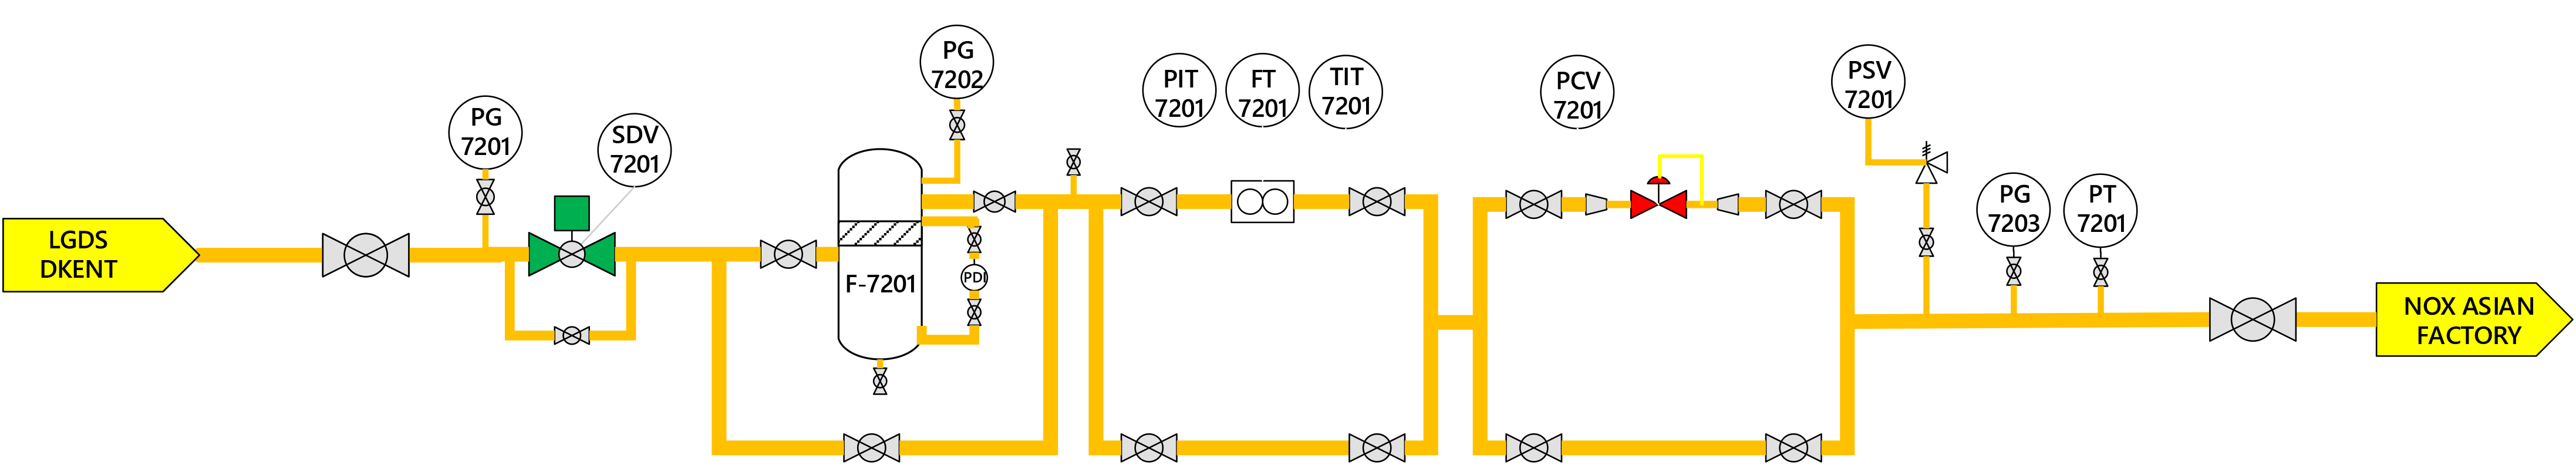 LGDS
DKENT
PG
7201
SDV
7201
F-7201
PG
7202
PDI
PIT
7201
FT
7201
TIT
7201
PCV
7201
PSV
7201
PG
7203
PT
7201
NOX ASIAN
FACTORY